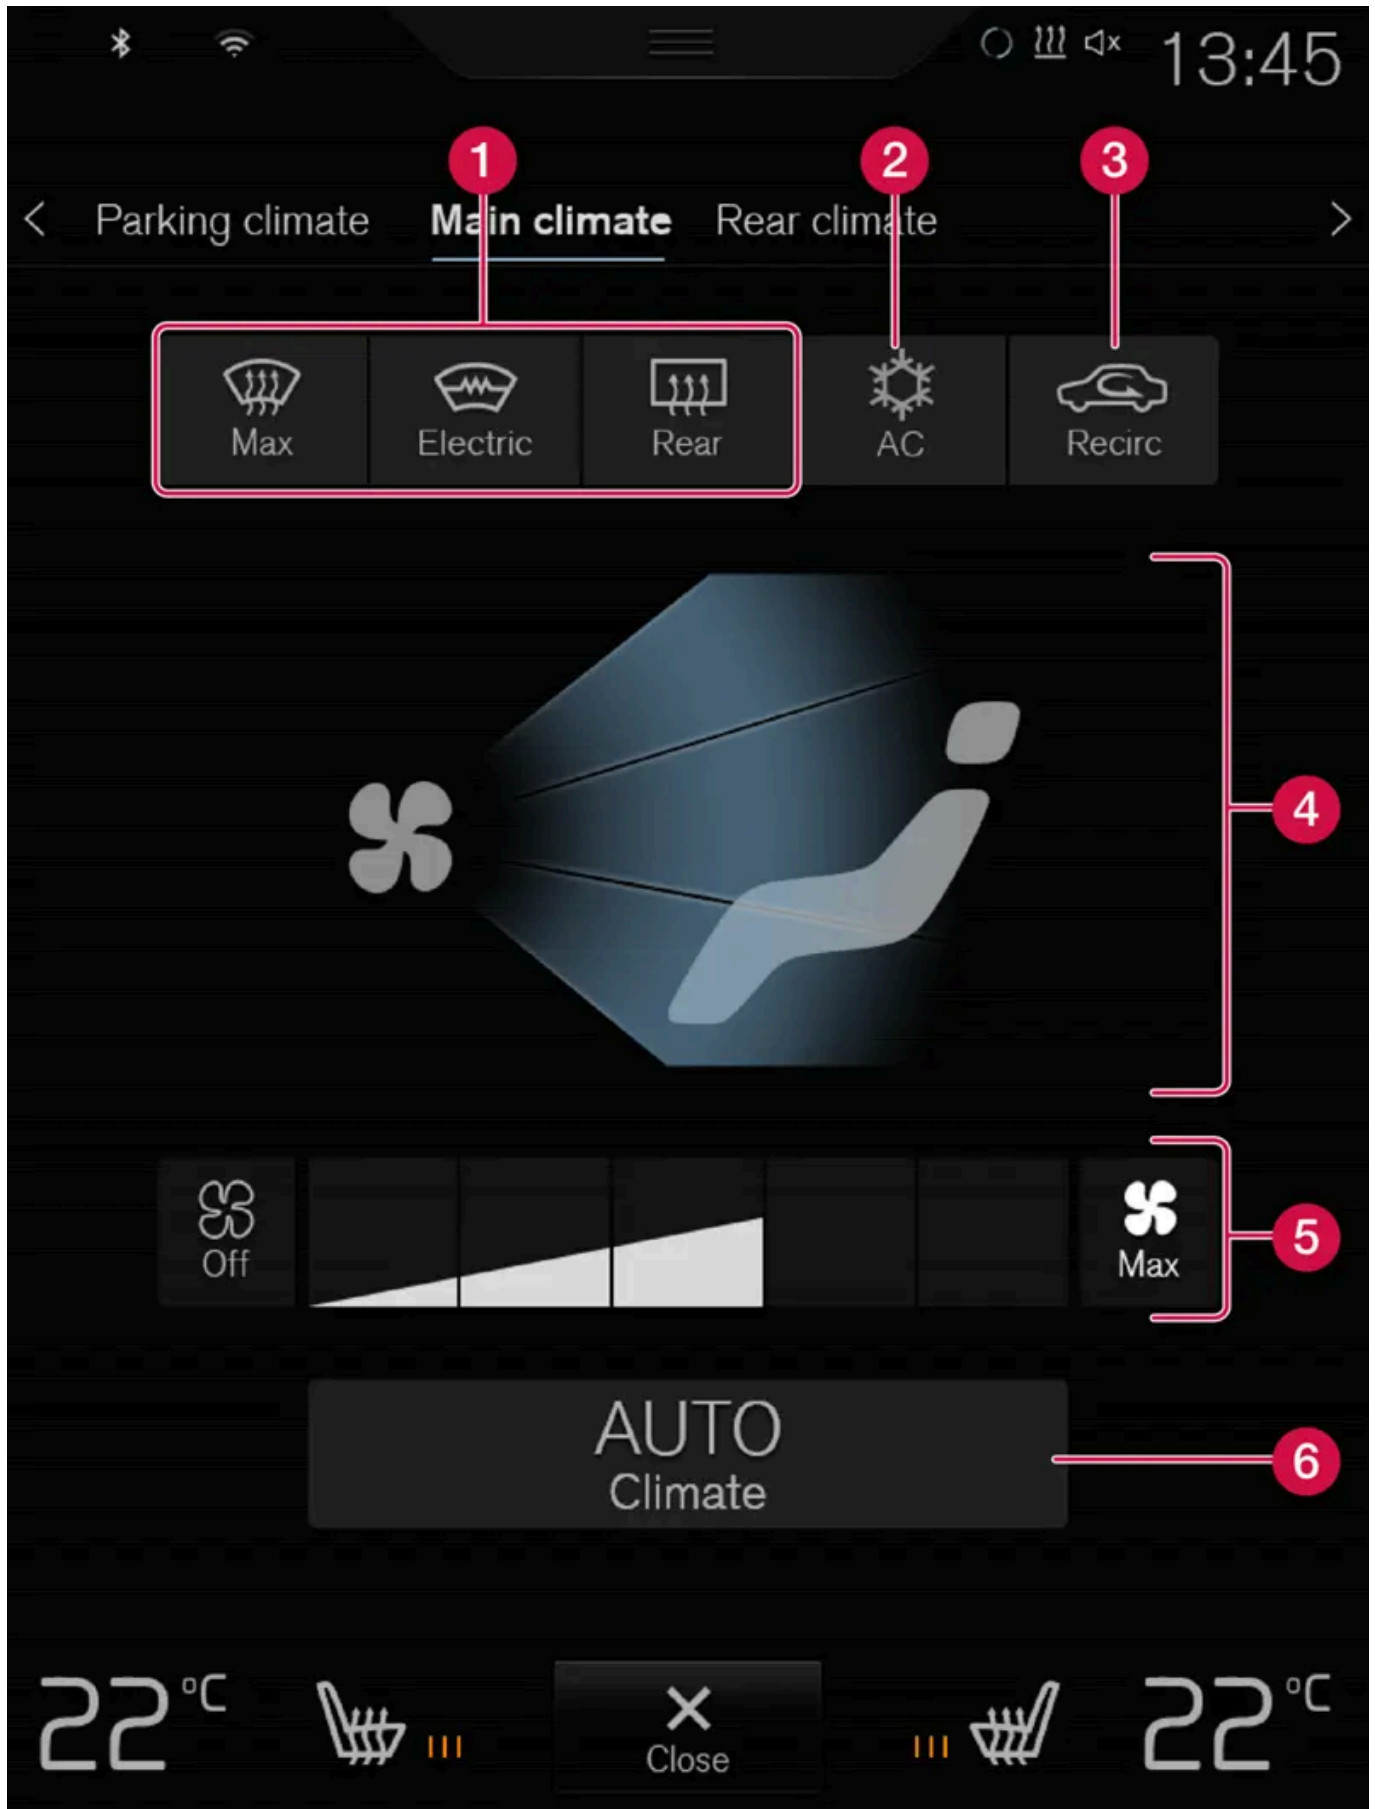 13:45
1 2 3
Parking climate Main climate Rear climate
Max Electric Rear AC Recirc
4
Off Max
5
AUTO
6
Climate
22°C 22°C
Close